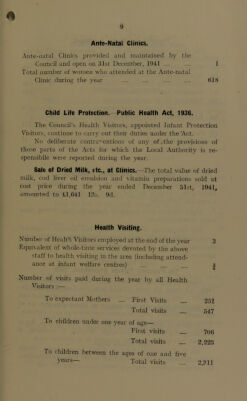 9
Ante-Natal Clinics.
Ante-natal Clinics provided and maintained by the
Council and open on 31st December, 1941 ... ... 1
Total number of women who attended at the Ante-natal
Clinic during the year ... ... 618
Child Life Protection.—Public Health Act, 1936.
The Council's Health Visitors, appointed Infant Protection
Visitors, continue to carry out their duties under the Act.
No deliberate contraventions of any of the provisions of
those parts of the Acts for which the Local Authority is re-
sponsible were reported during the year.
Sale of Dried Milk, etc., at Clinics.—The total value of dried
milk, cod liver oil emulsion and vitamin preparations sold at
cost price during the year ended December 31st, 1941,
amounted to £1,641 13s. 9d.
Health Visiting.
Number of Health Visitors employed at the end of the year 3
Equivalent of whole-time services devoted by the above
staff to health visiting in the area (including attend-
ance at infant welfare centres) ...
Number of visits paid during the year by all Health
Visitors :—
To expectant Mothers ... First Visits ... 252
Total visits ... 547
To children under one year of age—
First visits ... 706
Total visits ... 2,225
To children between the ages of one and five
years— Total visits ... 2,911